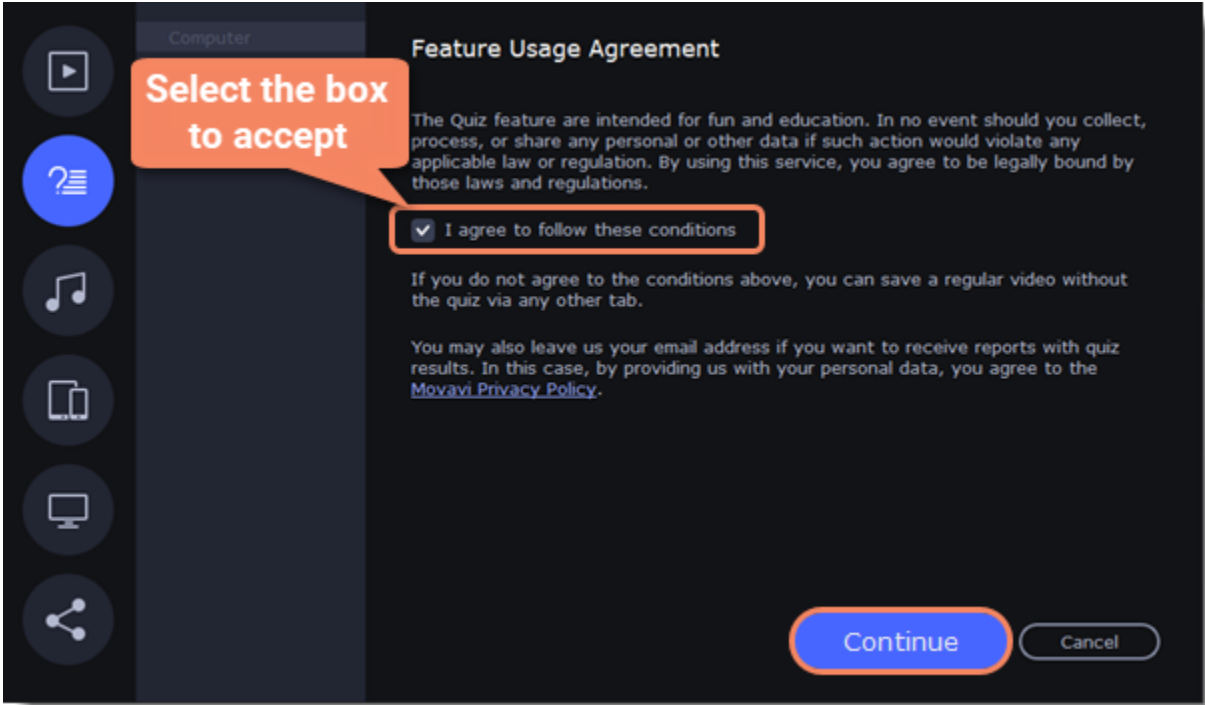 Computer
Feature Usage Agreement
Select the box
to accept
The Quiz feature are intended for fun and education. In no event should you collect,
process, or share any personal or other data if such action would violate any
applicable law or regulation. By using this service, you agree to be legally bound by
those laws and regulations.
I agree to follow these conditions
If you do not agree to the conditions above, you can save a regular video without
the quiz via any other tab.
You may also leave us your email address if you want to receive reports with quiz
results. In this case, by providing us with your personal data, you agree to the
Movavi Privacy Policy.
Continue
Cancel